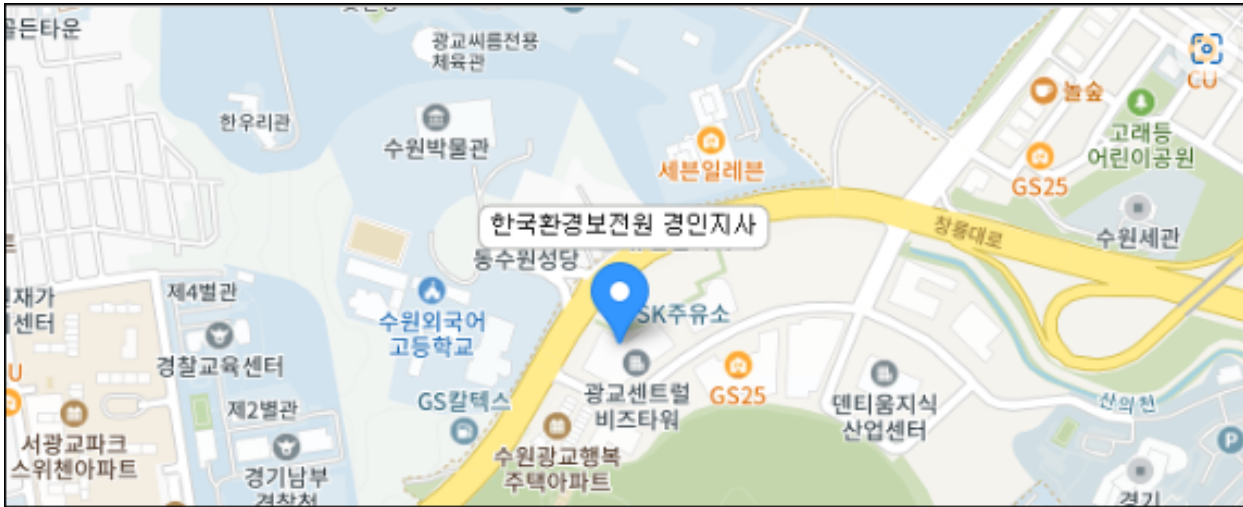 골든타운
광교씨름전용
체육관
CU
놀숲
한우리관
수원박물관
고래등
어린이공원
세븐일레븐
GS25
한국환경보전원 경인지사
창룡대로
수원세관
동수원성당
제4별관
센터
SK주유소
수원외국어
고등학교
경찰교육센터
GS칼텍스
광교센트럴
비즈타워
GS25
덴티움지식
산업센터
산의천
제2별관
서광교파크
스위첸아파트
수원광교행복
주택아파트
경기남부
경찰청
경기
P